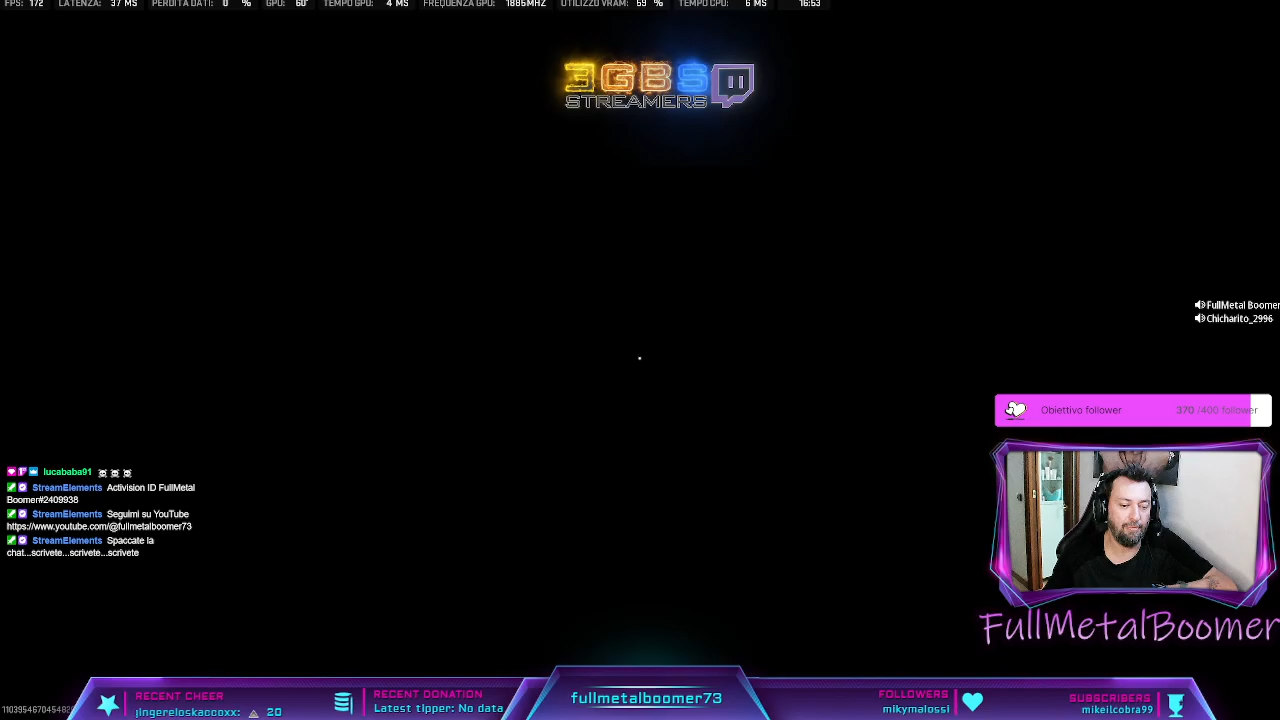 FPS: 172 LATENZA: 37 MS PERDITA DATI: 0 % GPU: 60° TEMPO GPU: 4 MS FREQUENZA GPU: 1885MHZ UTILIZZO VRAM: 59 % TEMPO CPU: 6 MS 16:53
3GBS
STREAMERS
FullMetal Boomer
Chicharito_2996
Obiettivo follower 370 /400 follower
lucababa91
StreamElements Activision ID FullMetal
Boomer#2409938
StreamElements Seguimi su YouTube
https://www.youtube.com/@fullmetalboomer73
StreamElements Spaccate la
chat...scrivete...scrivete...scrivete
FullMetalBoomer
RECENT CHEER
jingereloskaccoxx: 20
RECENT DONATION
Latest tipper: No data
fullmetalboomer73
FOLLOWERS
mikymalossi
SUBSCRIBERS
mikeilcobra99